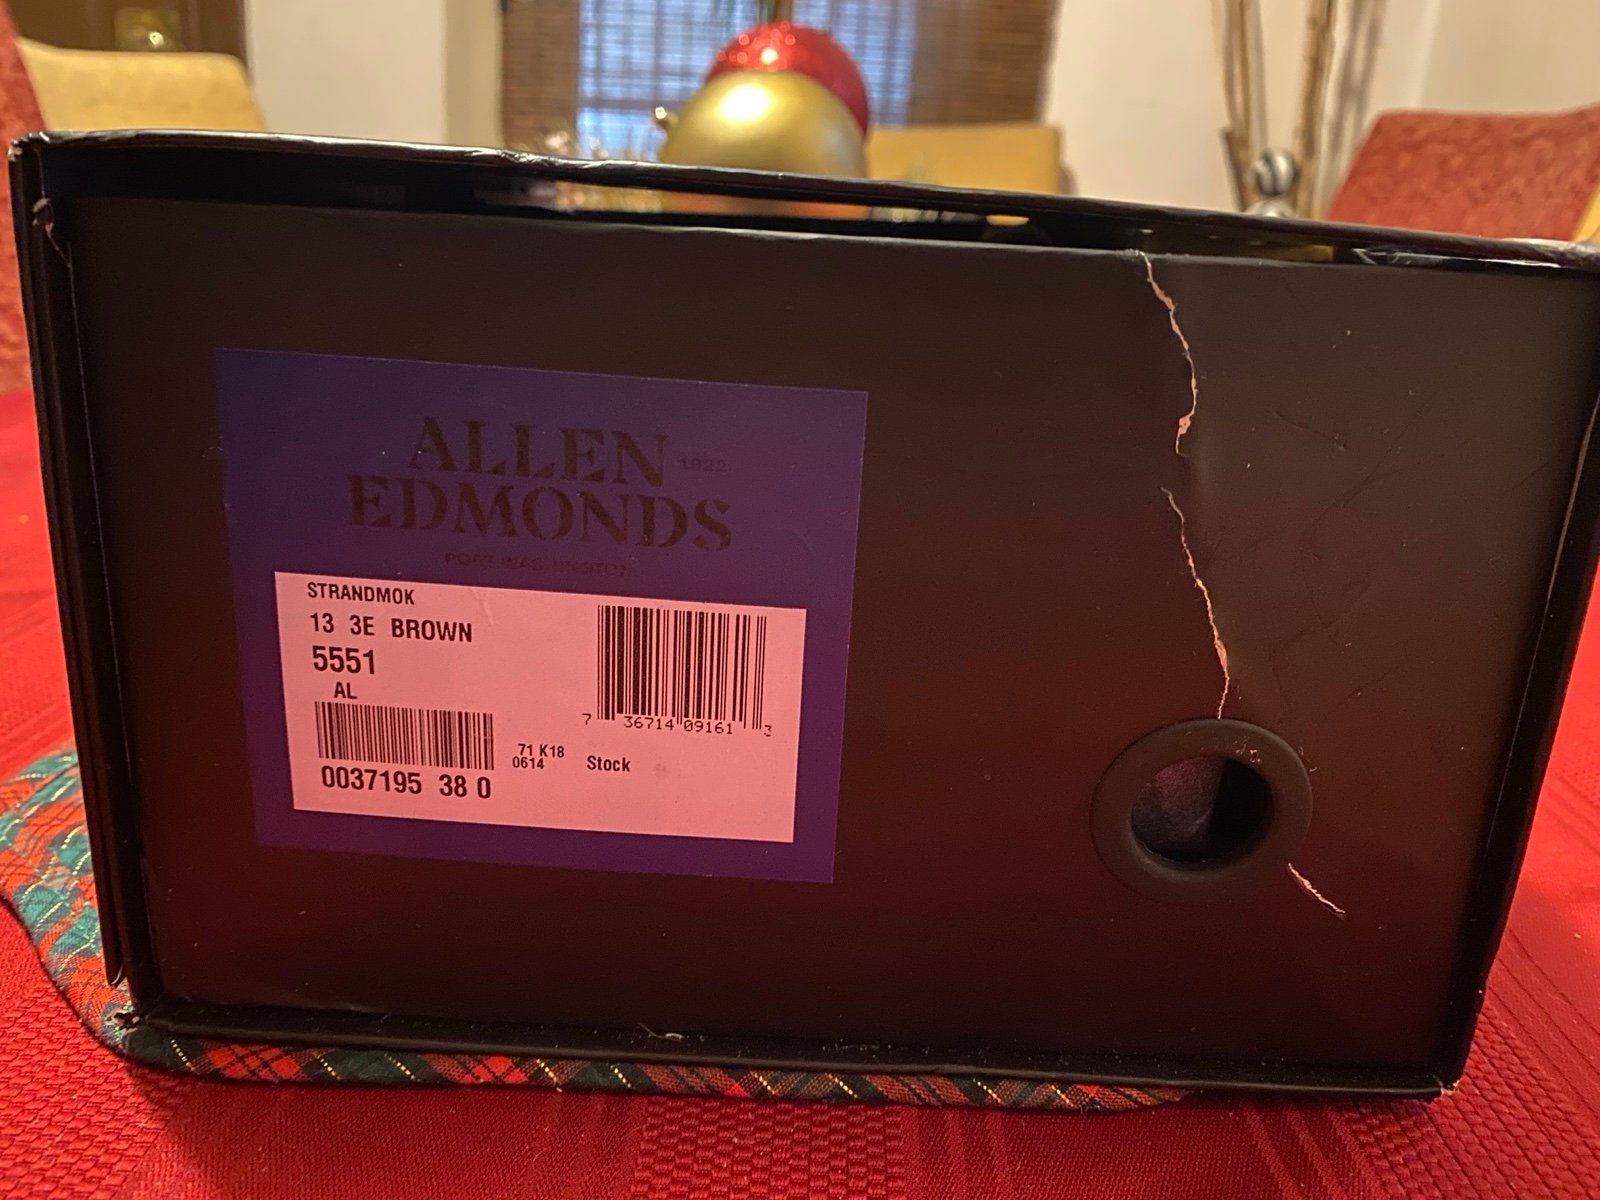 ALLEN 1922
EDMONDS
PORT WASHINGTON
STRANDMOK
13 3E BROWN
5551
AL
7 36714 09161 3
71 K18
0614 Stock
0037195 38 0